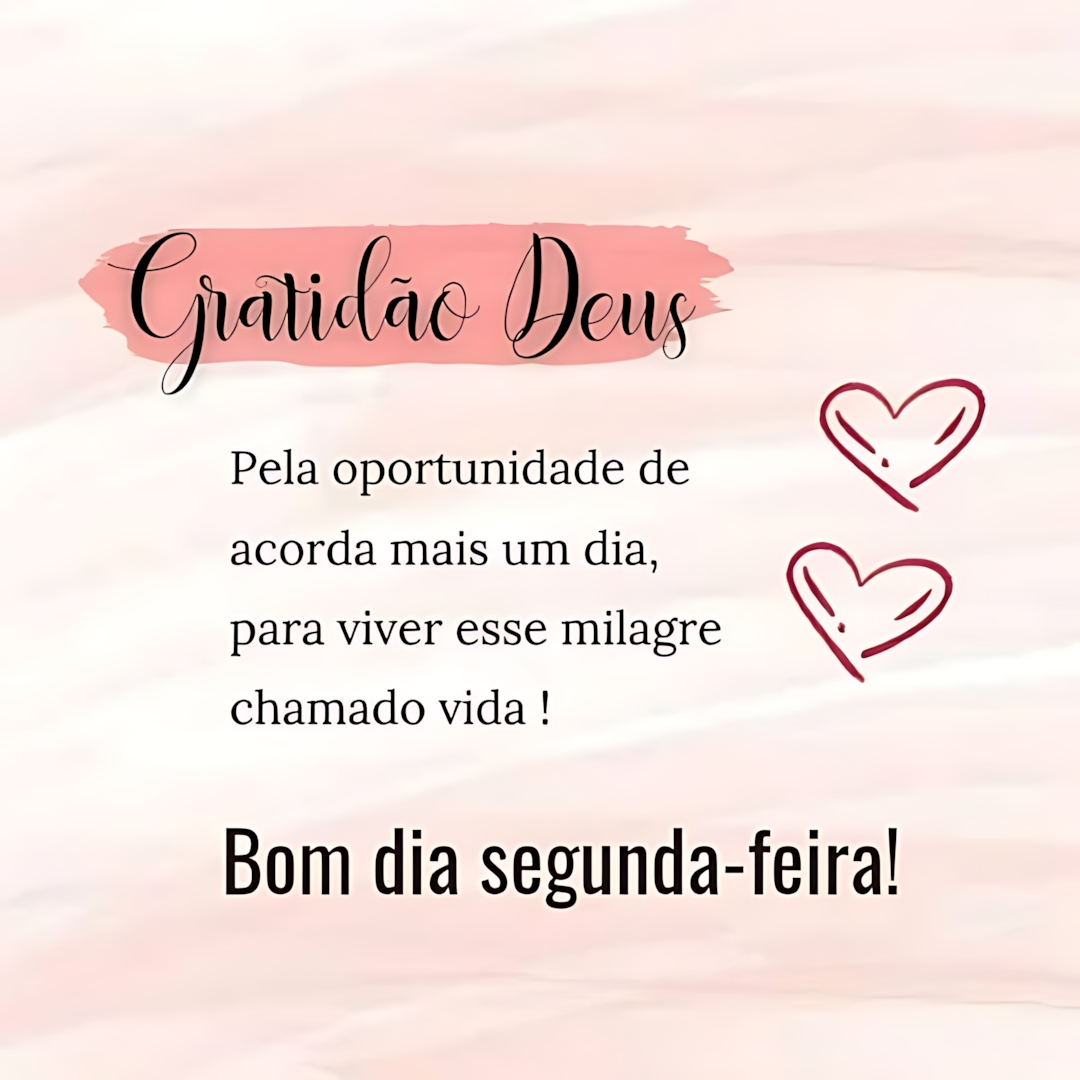 Gratidão Deus
Pela oportunidade de
acorda mais um dia,
para viver esse milagre
chamado vida !
Bom dia segunda-feira!